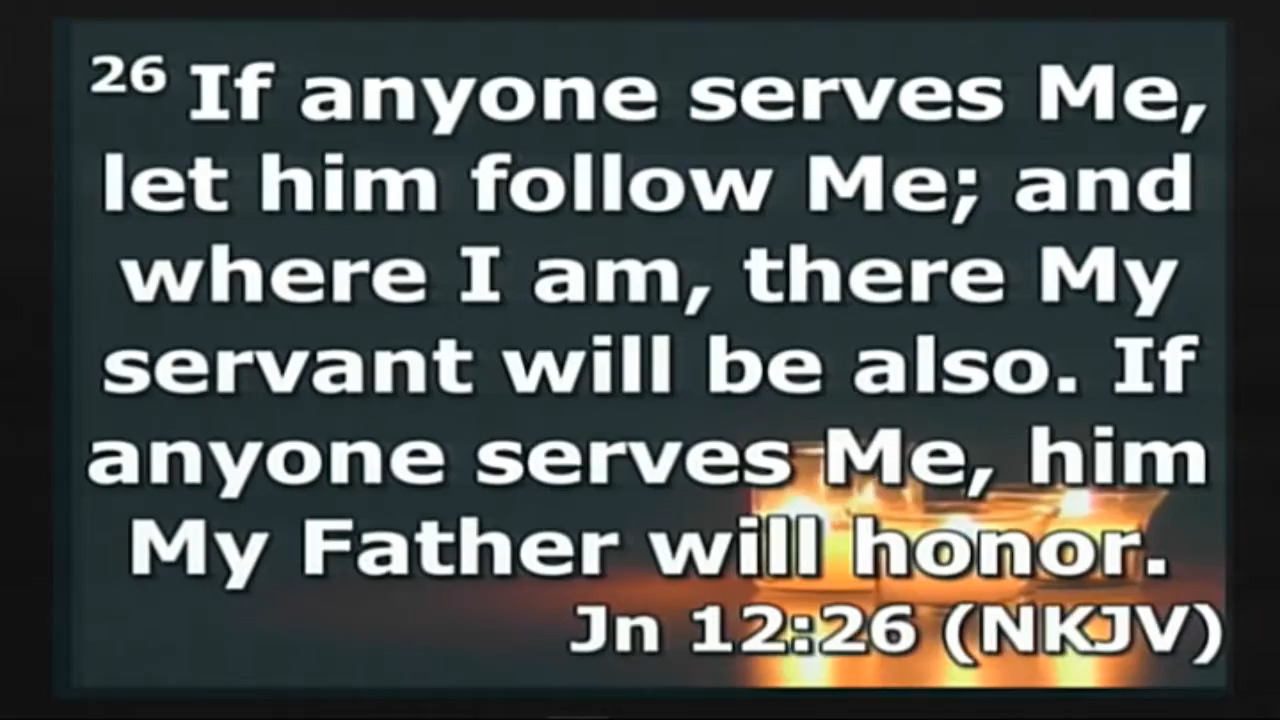 26 If anyone serves Me,
let him follow Me; and
where I am, there My
servant will be also. If
anyone serves Me, him
My Father will honor.
Jn 12:26 (NKJV)